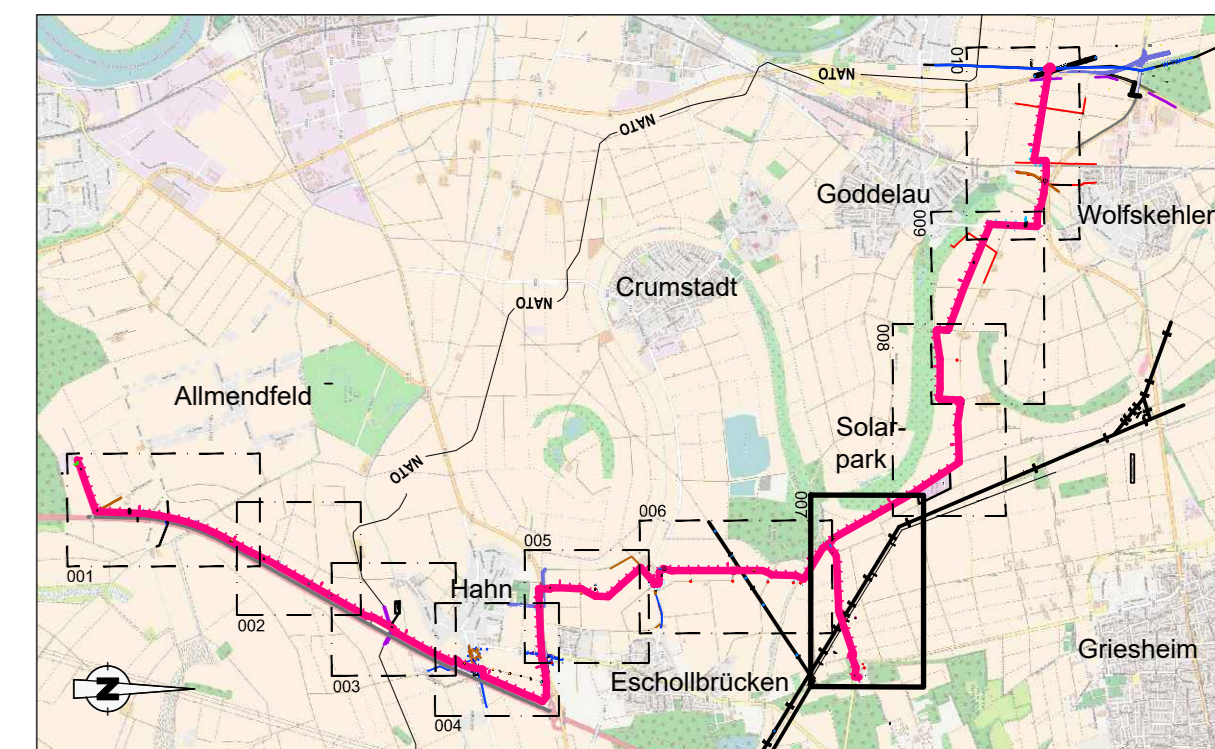 010
NATO
NATO
Goddelau
Wolfskehlen
009
Crumstadt
NATO
008
Allmendfeld
Solar-
park
NATO
007
006
001
005
002
Hahn
003
004
Eschollbrücken
Griesheim
N